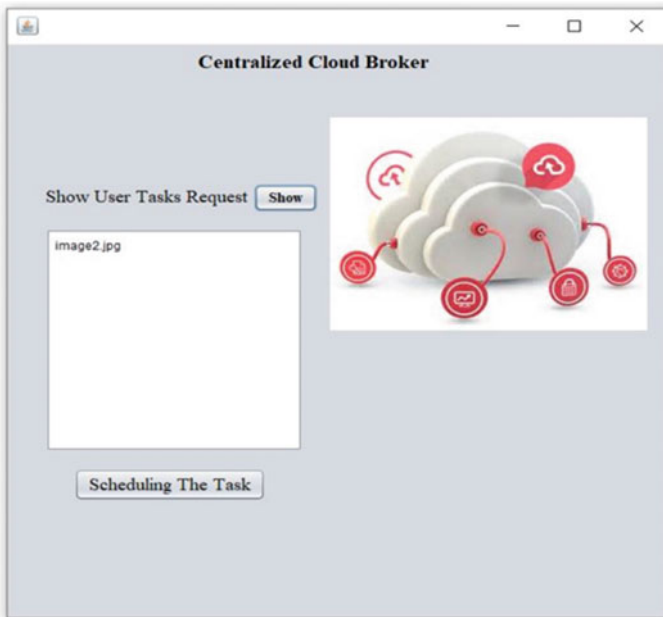 Centralized Cloud Broker
Show User Tasks Request Show
image2.jpg
Scheduling The Task